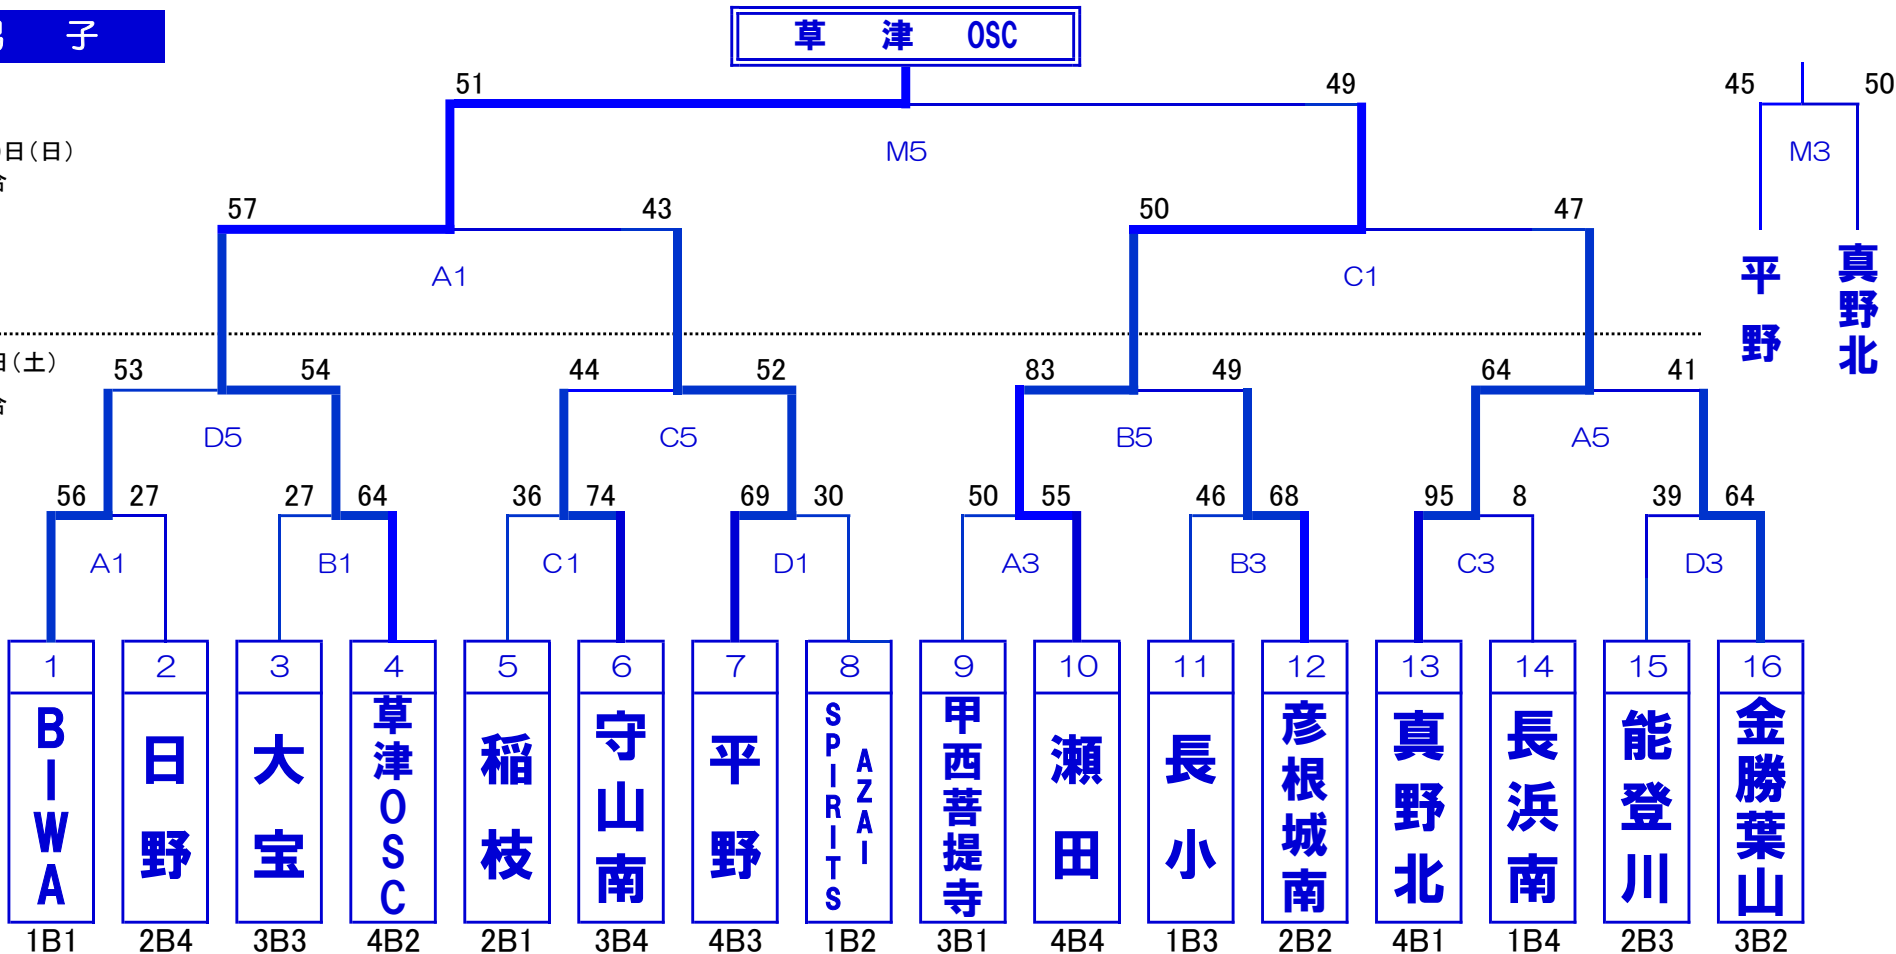 子
草 津 OSC
51 49
45 50
日(日)
M5
M3
57 43 50 47
A1 C1
平野
真野北
(土)
53 54 44 52 83 49 64 41
D5 C5 B5 A5
56 27 27 64 36 74 69 30 50 55 46 68 95 8 39 64
A1 B1 C1 D1 A3 B3 C3 D3
1 2 3 4 5 6 7 8 9 10 11 12 13 14 15 16
BIWA
日野
大宝
草津OSC
稲枝
守山南
平野
AZAI
SPIRITS
甲西菩提寺
瀬田
長小
彦根城南
真野北
長浜南
能登川
金勝葉山
1B1 2B4 3B3 4B2 2B1 3B4 4B3 1B2 3B1 4B4 1B3 2B2 4B1 1B4 2B3 3B2